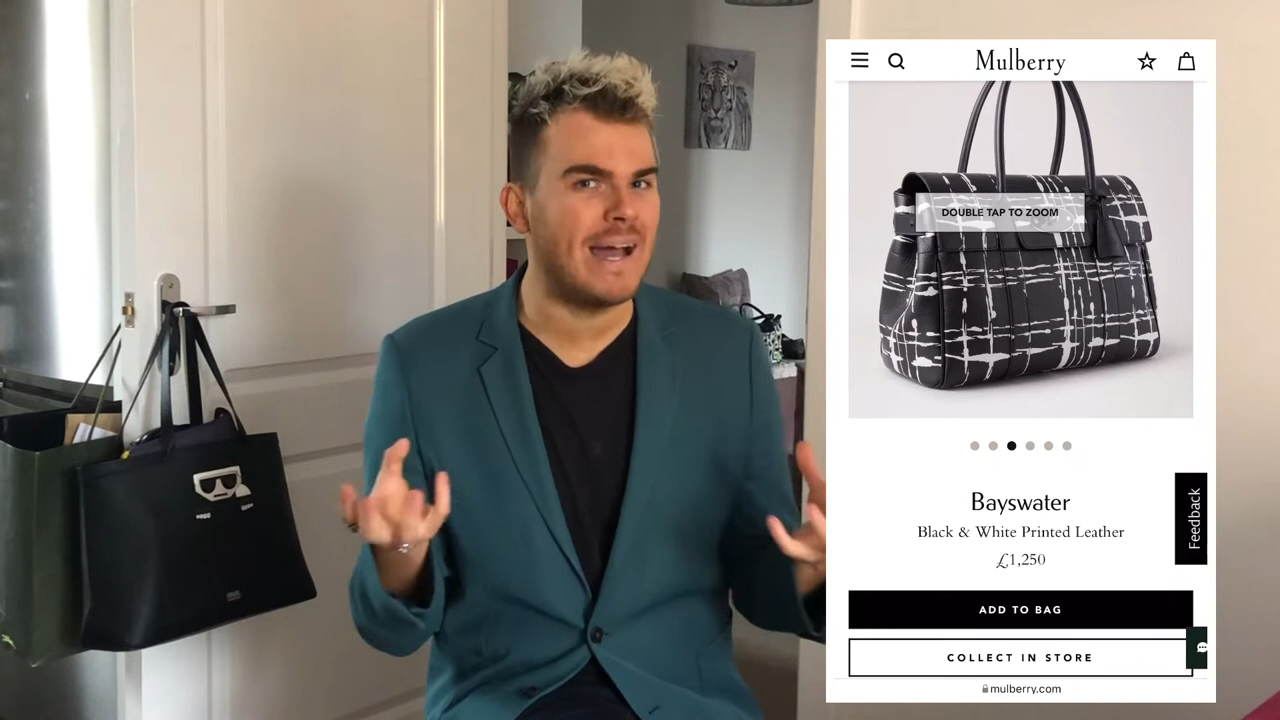 Mulberry
DOUBLE TAP TO ZOOM
Bayswater
Black & White Printed Leather
£1,250
Feedback
ADD TO BAG
COLLECT IN STORE
mulberry.com